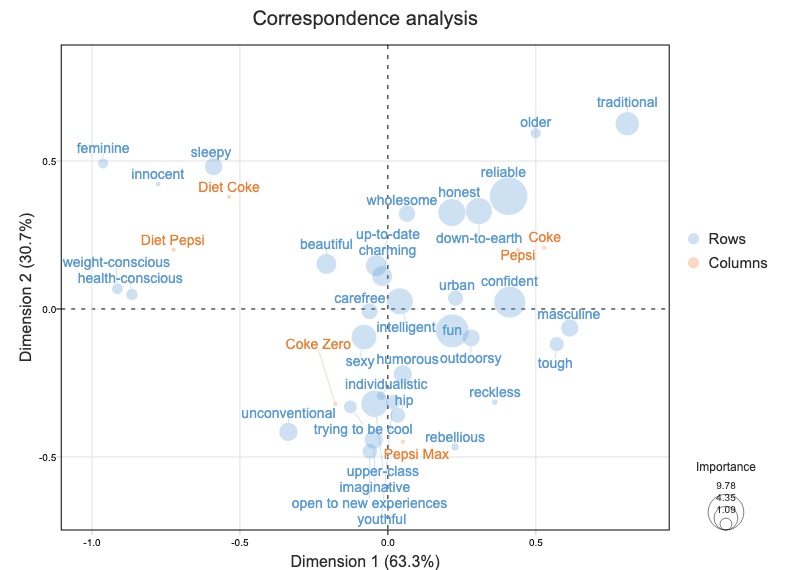 Correspondence analysis
traditional
older
feminine
sleepy
innocent
reliable
Diet Coke
wholesome
honest
Diet Pepsi
up-to-date
down-to-earth
Coke
beautiful
charming
Pepsi
weight-conscious
health-conscious
urban
confident
carefree
masculine
intelligent
fun
Coke Zero
sexy
humorous
outdoorsy
tough
individualistic
reckless
hip
unconventional
trying to be cool
rebellious
Pepsi Max
upper-class
imaginative
open to new experiences
youthful
0.5
0.0
-0.5
-1.0
-0.5
0.0
0.5
Dimension 1 (63.3%)
Dimension 2 (30.7%)
Rows
Columns
Importance
9.78
4.35
1.09